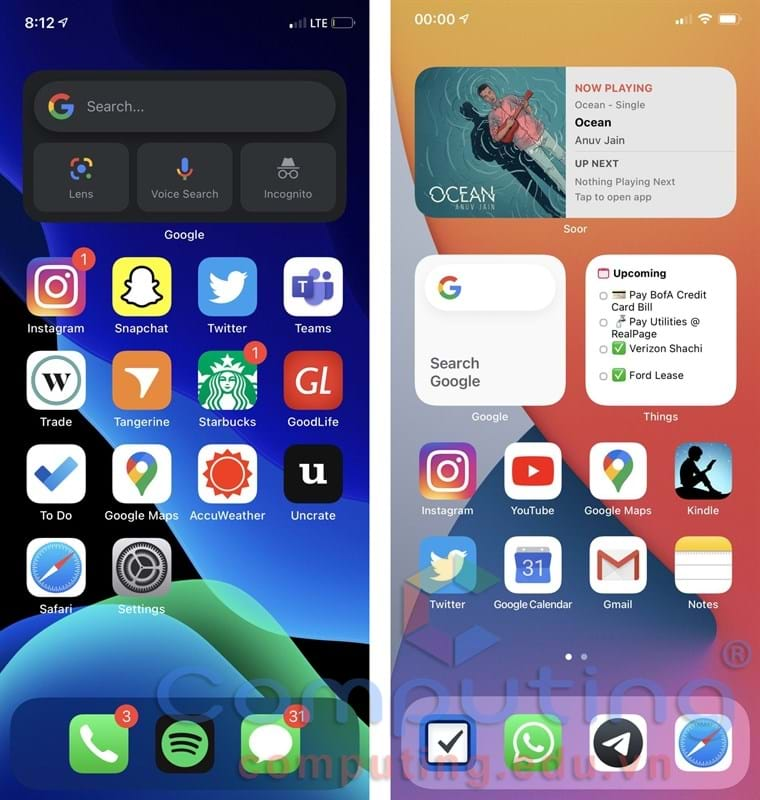 8:12
LTE
Search...
Lens
Voice Search
Incognito
Google
1
Instagram
Snapchat
Twitter
T
Teams
W
Trade
Tangerine
1
Starbucks
GL
GoodLife
To Do
Google Maps
AccuWeather
u
Uncrate
Safari
Settings
3
31
00:00
OCEAN
ANUV JAIN
NOW PLAYING
Ocean - Single
Ocean
Anuv Jain
UP NEXT
Nothing Playing Next
Tap to open app
Soor
Search
Google
Google
Upcoming
Pay BofA Credit
Card Bill
Pay Utilities @
RealPage
Verizon Shachi
Ford Lease
Things
Instagram
YouTube
Google Maps
Kindle
Twitter
31
Google Calendar
Gmail
Notes
Computing®
computing.edu.vn